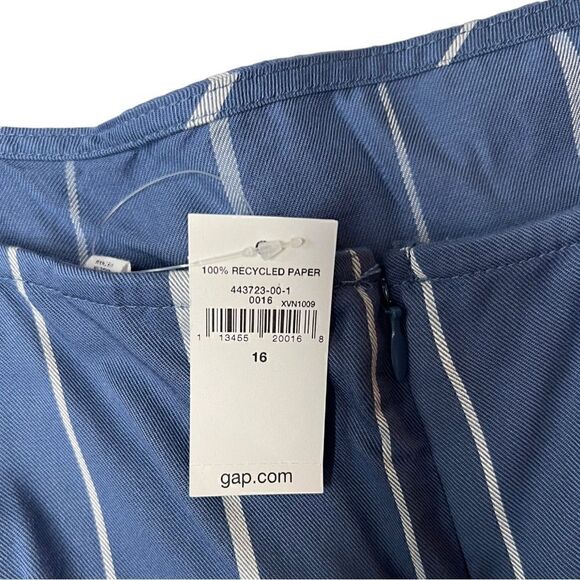 100% RECYCLED PAPER
443723-00-1
0016 XVN1009
1 13455 20016 8
16
gap.com